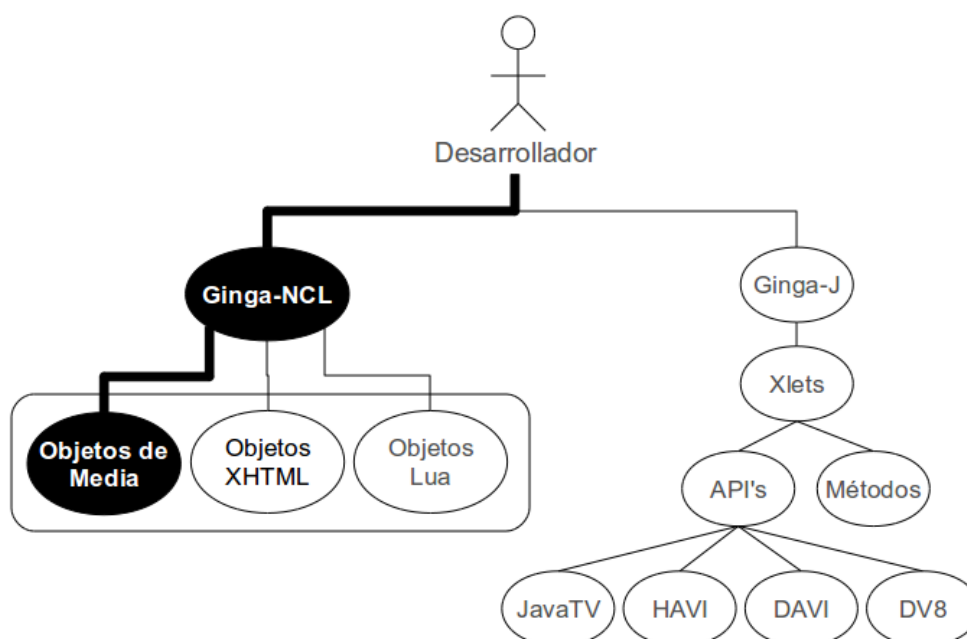 Desarrollador
Ginga-NCL
Ginga-J
Xlets
Objetos de
Media
Objetos
XHTML
Objetos
Lua
API's
Métodos
JavaTV
HAVI
DAVI
DV8